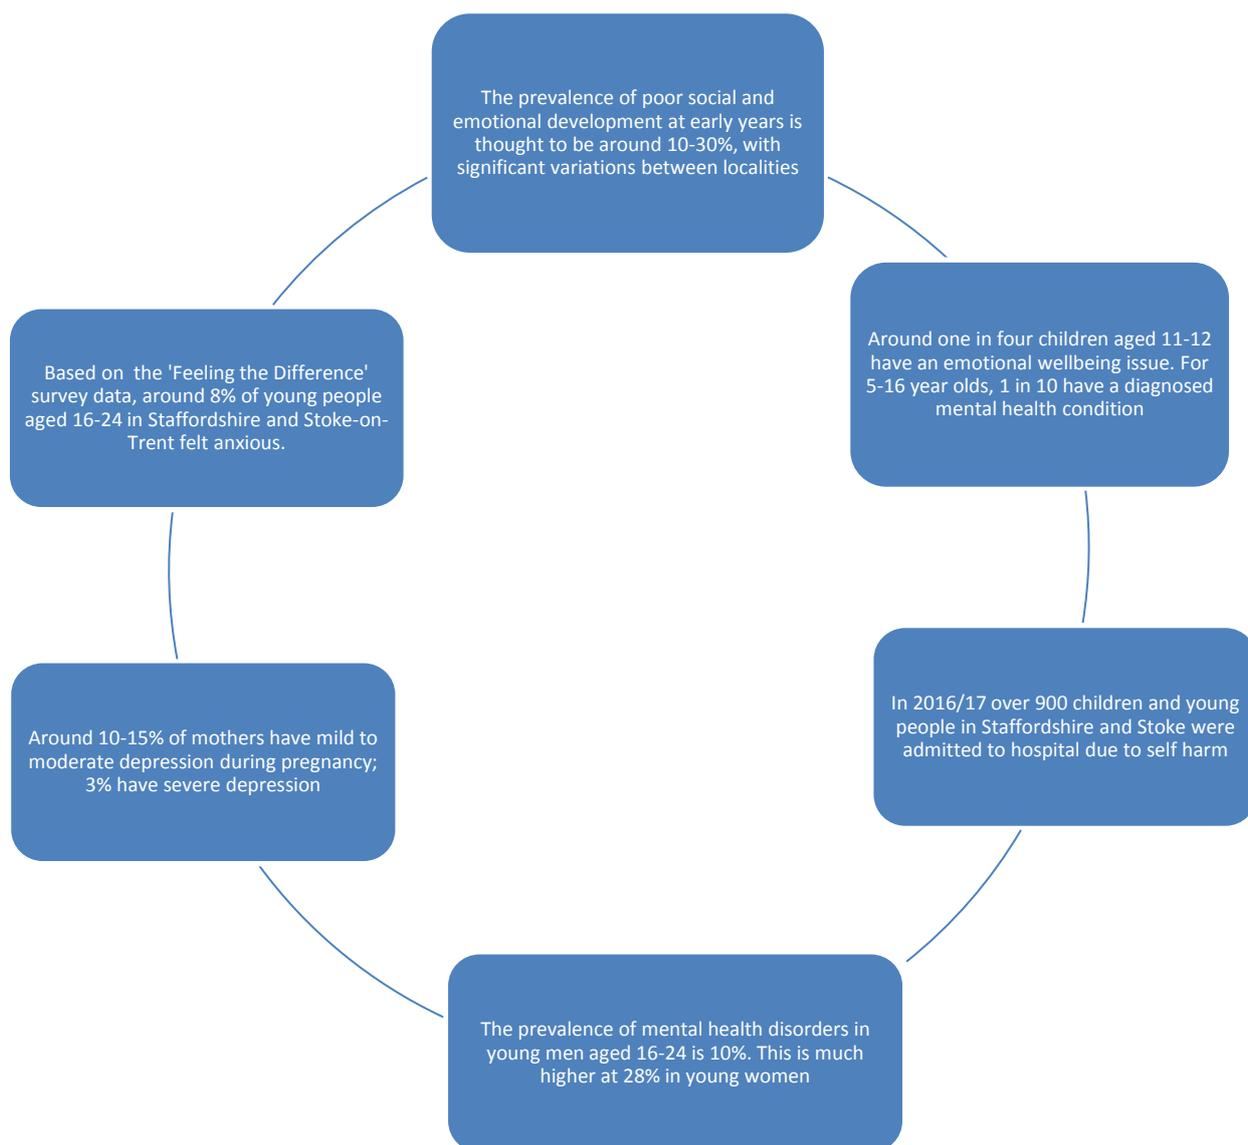 The prevalence of poor social and
emotional development at early years is
thought to be around 10-30%, with
significant variations between localities
Around one in four children aged 11-12
have an emotional wellbeing issue. For
5-16 year olds, 1 in 10 have a diagnosed
mental health condition
In 2016/17 over 900 children and young
people in Staffordshire and Stoke were
admitted to hospital due to self harm
The prevalence of mental health disorders in
young men aged 16-24 is 10%. This is much
higher at 28% in young women
Around 10-15% of mothers have mild to
moderate depression during pregnancy;
3% have severe depression
Based on  the 'Feeling the Difference'
survey data, around 8% of young people
aged 16-24 in Staffordshire and Stoke-on-
Trent felt anxious.